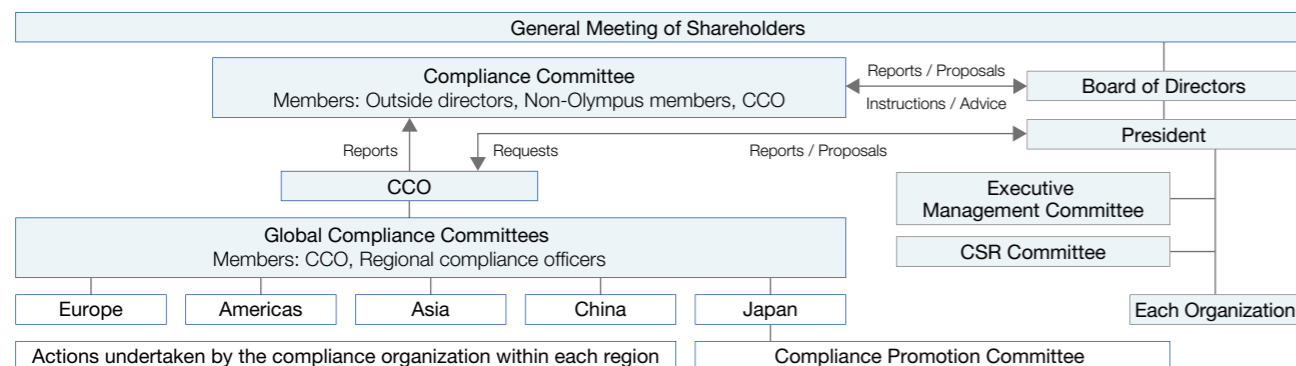 General Meeting of Shareholders
Compliance Committee
Members: Outside directors, Non-Olympus members, CCO
Reports / Proposals
Instructions / Advice
Board of Directors
President
Reports
Requests
Reports / Proposals
CCO
Executive
Management Committee
Global Compliance Committees
Members: CCO, Regional compliance officers
CSR Committee
Europe
Americas
Asia
China
Japan
Each Organization
Actions undertaken by the compliance organization within each region
Compliance Promotion Committee